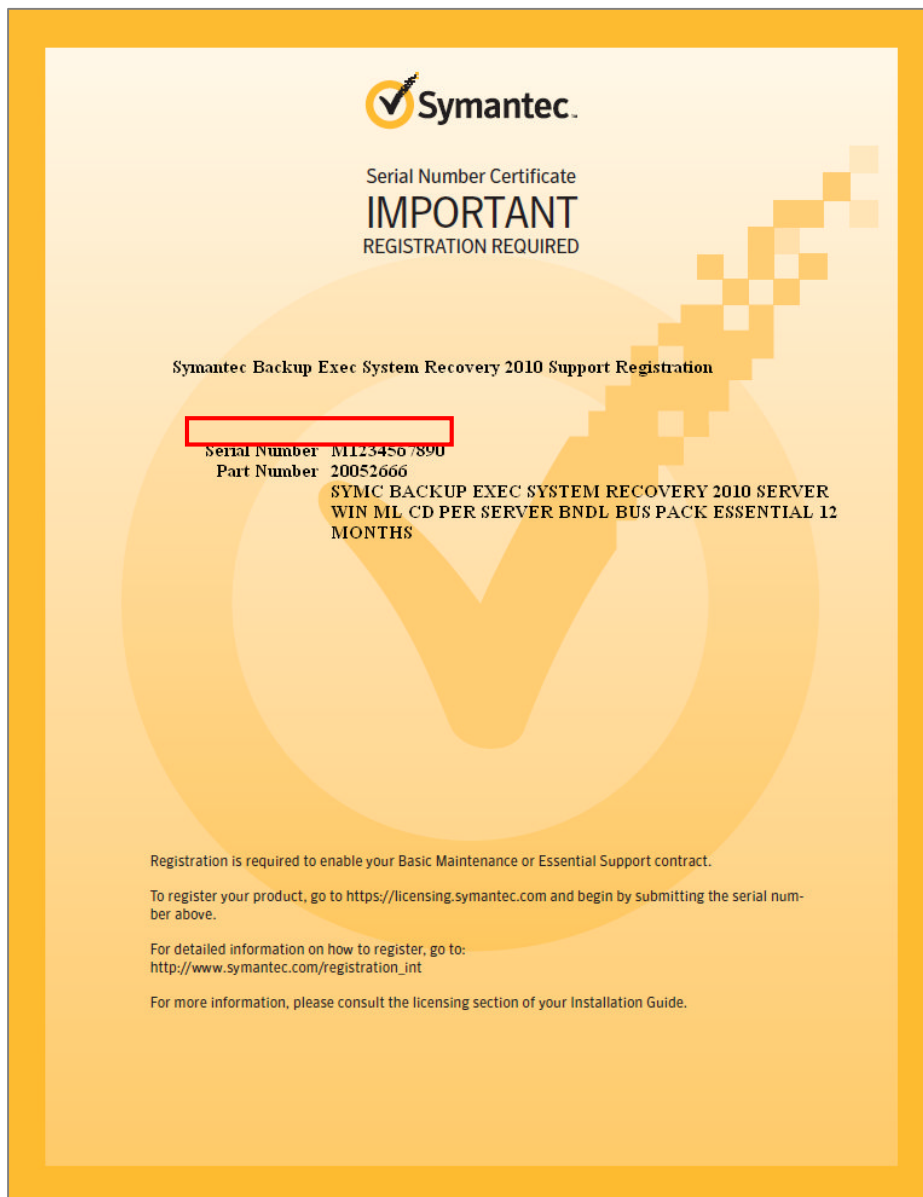 Symantec™
Serial Number Certificate
IMPORTANT
REGISTRATION REQUIRED
Symantec Backup Exec System Recovery 2010 Support Registration
Serial Number M1234567890
Part Number 20052666
SYMC BACKUP EXEC SYSTEM RECOVERY 2010 SERVER
WIN ML CD PER SERVER BNDL BUS PACK ESSENTIAL 12
MONTHS
Registration is required to enable your Basic Maintenance or Essential Support contract.
To register your product, go to https://licensing.symantec.com and begin by submitting the serial num-
ber above.
For detailed information on how to register, go to:
http://www.symantec.com/registration_int
For more information, please consult the licensing section of your Installation Guide.